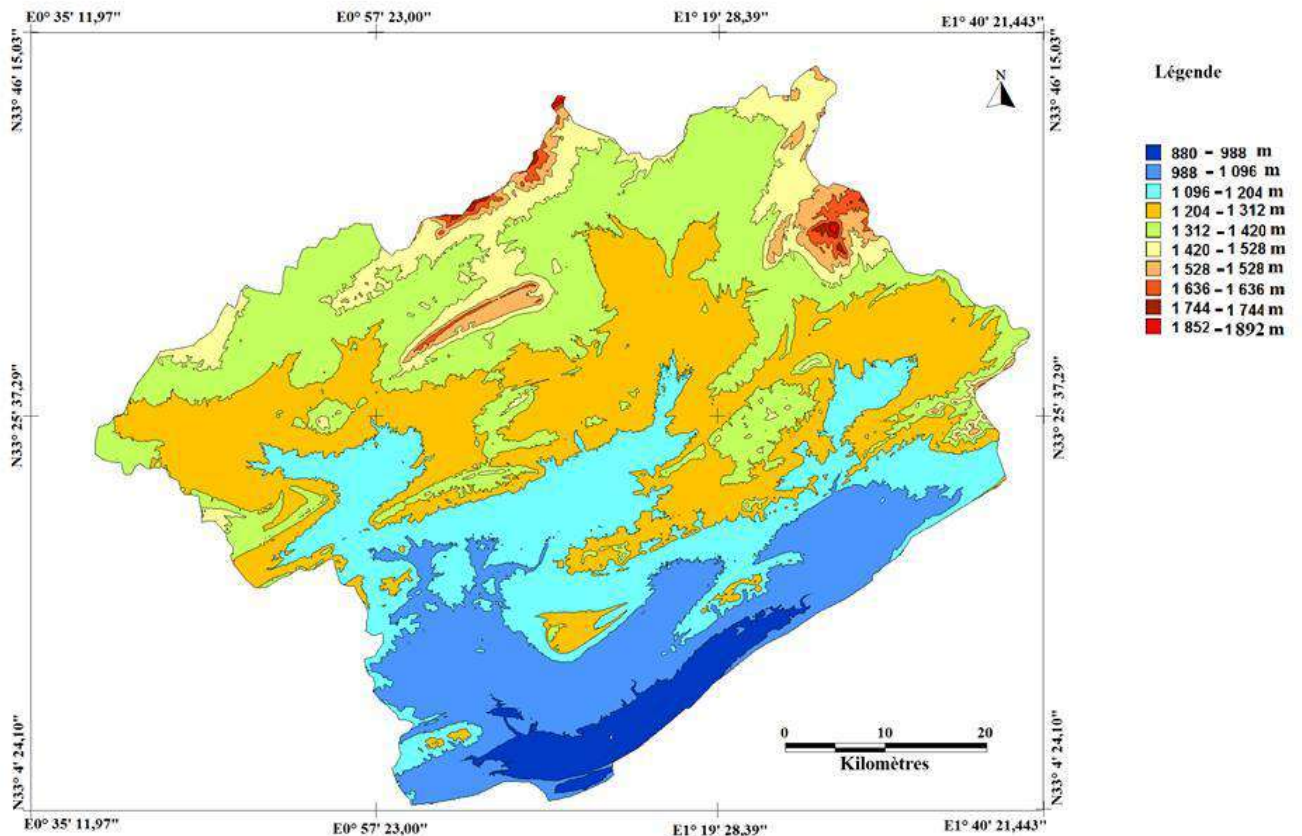 E0° 35' 11,97" E0° 57' 23,00" E1° 19' 28,39" E1° 40' 21,443"
N33° 46' 15,03"
N33° 46' 15,03"
N
Légende
880 - 988 m
988 - 1 096 m
1 096 - 1 204 m
1 204 - 1 312 m
1 312 - 1 420 m
1 420 - 1 528 m
1 528 - 1 528 m
1 636 - 1 636 m
1 744 - 1 744 m
1 852 - 1 892 m
N33° 25' 37,29"
N33° 25' 37,29"
N33° 4' 24,10"
N33° 4' 24,10"
0 10 20
Kilomètres
E0° 35' 11,97" E0° 57' 23,00" E1° 19' 28,39" E1° 40' 21,443"